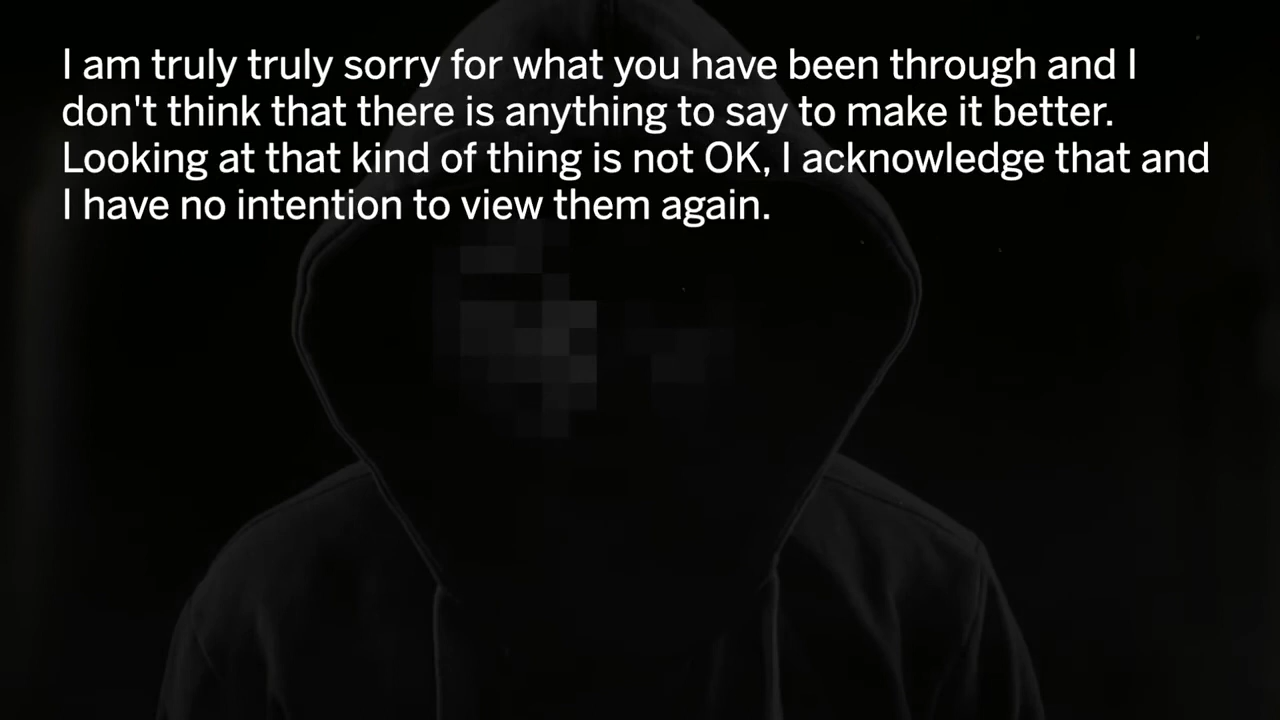 I am truly truly sorry for what you have been through and I
don't think that there is anything to say to make it better.
Looking at that kind of thing is not OK, I acknowledge that and
I have no intention to view them again.